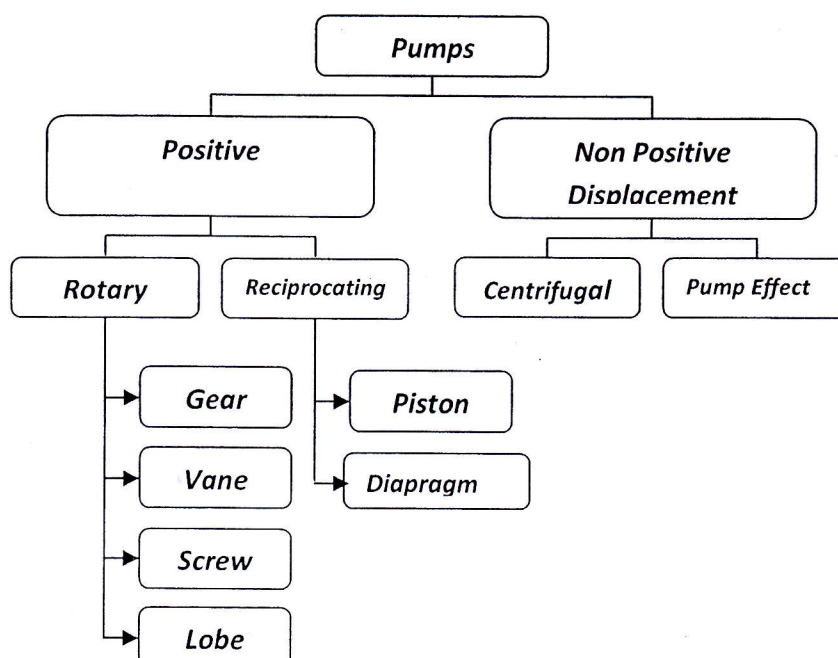 Pumps
Positive
Non Positive
Displacement
Rotary
Reciprocating
Centrifugal
Pump Effect
Gear
Piston
Vane
Diapragm
Screw
Lobe